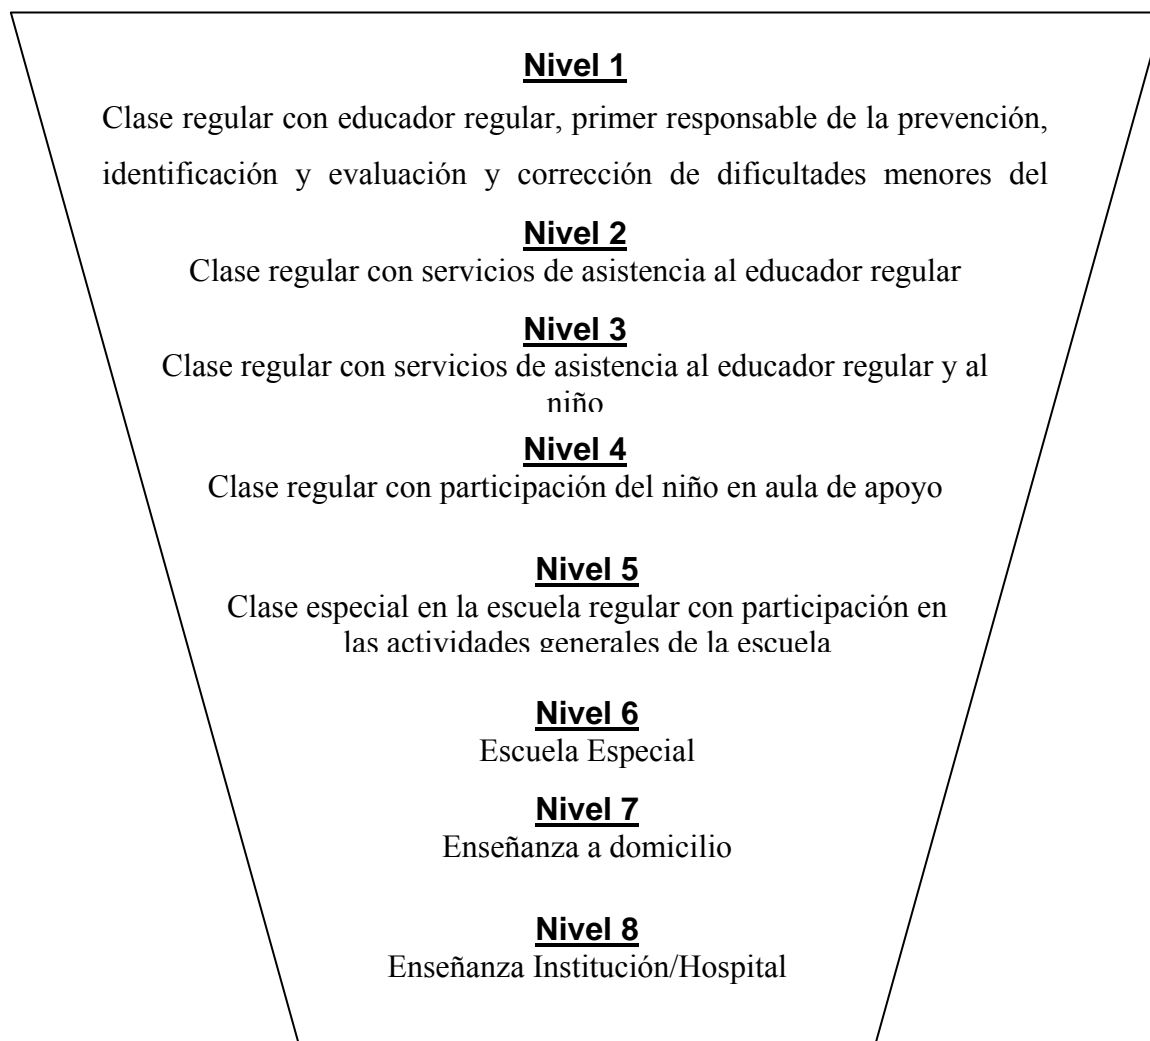 Nivel 1
Clase regular con educador regular, primer responsable de la prevención,
identificación y evaluación y corrección de dificultades menores del
Nivel 2
Clase regular con servicios de asistencia al educador regular
Nivel 3
Clase regular con servicios de asistencia al educador regular y al
niño
Nivel 4
Clase regular con participación del niño en aula de apoyo
Nivel 5
Clase especial en la escuela regular con participación en
las actividades generales de la escuela
Nivel 6
Escuela Especial
Nivel 7
Enseñanza a domicilio
Nivel 8
Enseñanza Institución/Hospital